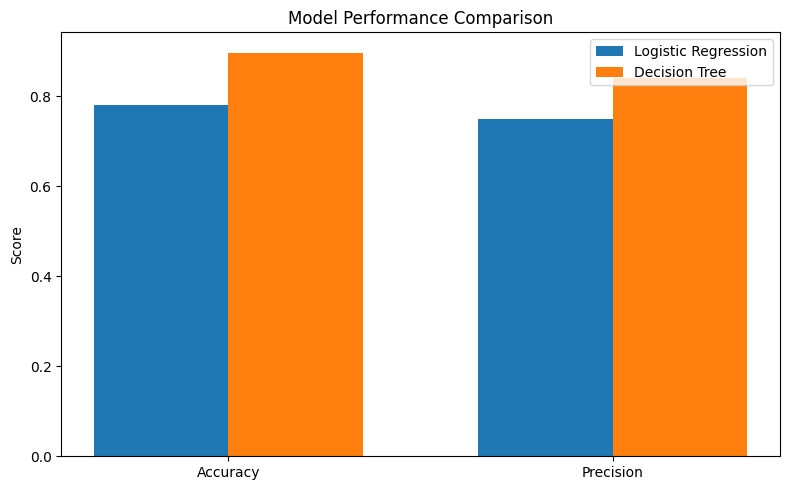 Model Performance Comparison
Logistic Regression
Decision Tree
Score
0.8
0.6
0.4
0.2
0.0
Accuracy Precision